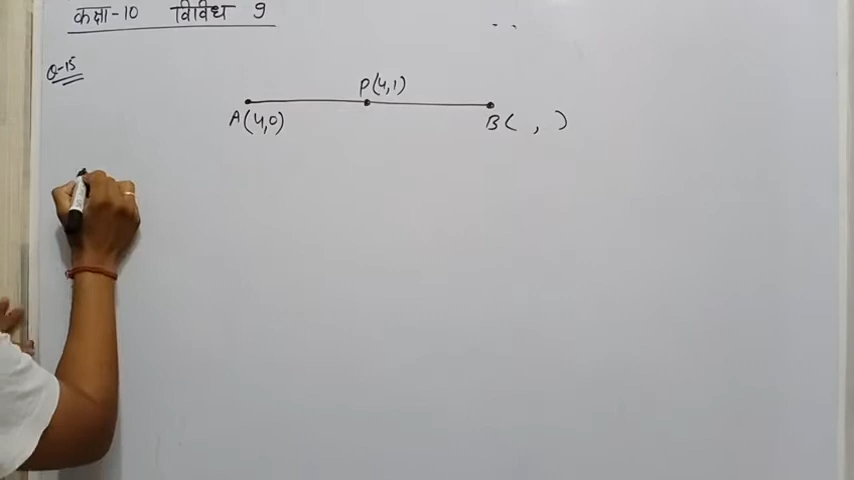 कक्षा-10 विविध 9
Q-15
P(4,1)
A(4,0)
B( , )